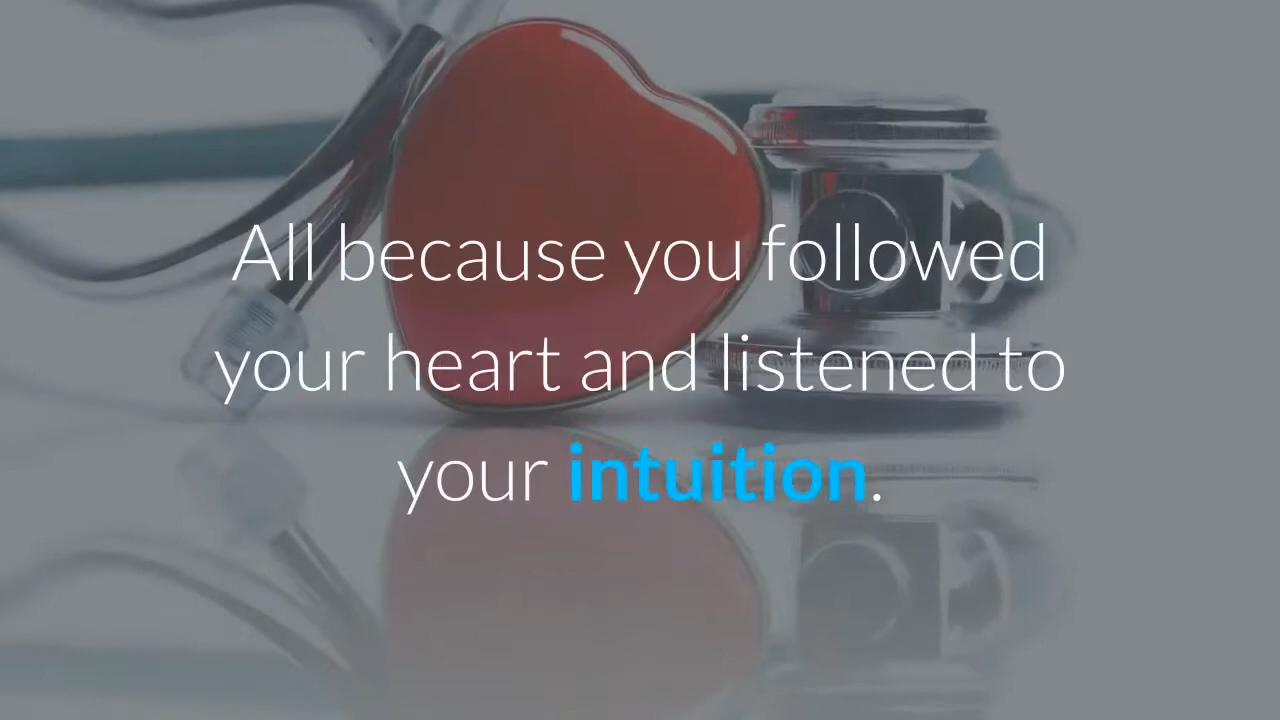 All because you followed
your heart and listened to
your intuition.